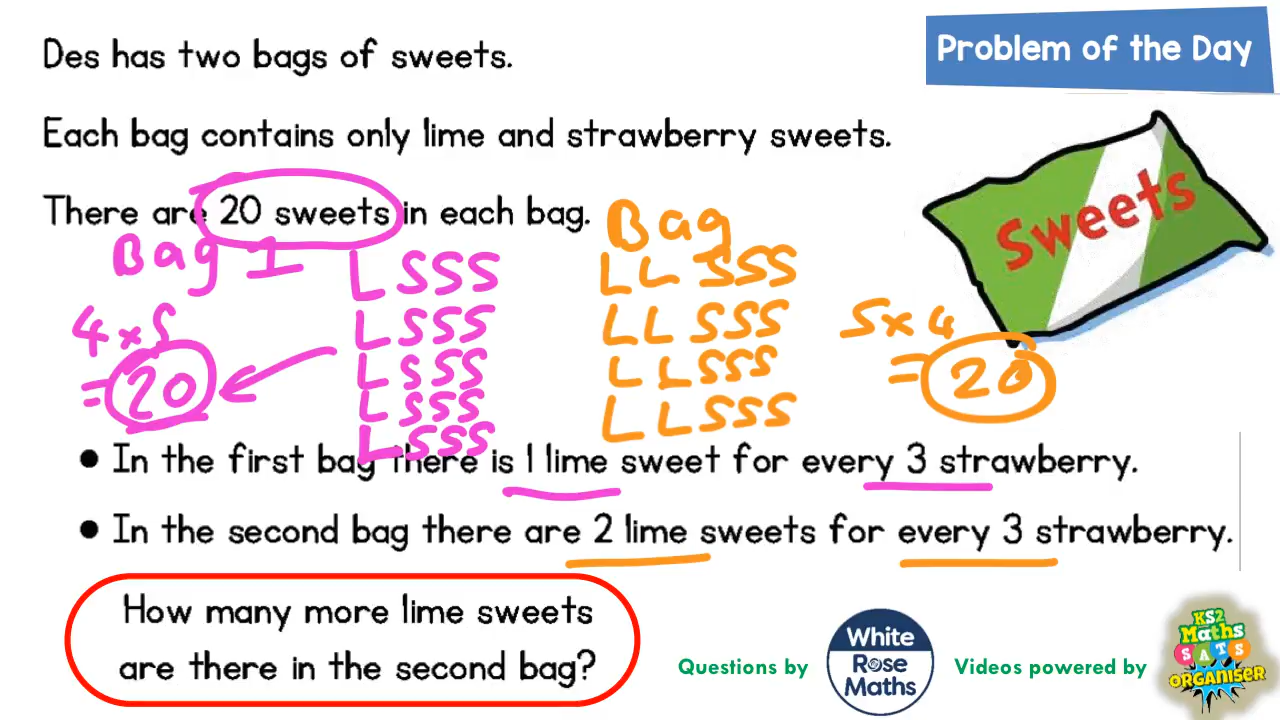 Problem of the Day
Des has two bags of sweets.
Each bag contains only lime and strawberry sweets.
There are 20 sweets in each bag.
Sweets
Bag 1
LSSS
LSSS
LSSS
LSSS
LSSS
4 x 5
= 20
Bag
LLSSS
LLSSS
LLSSS
LLSSS
5 x 4
= 20
● In the first bag there is 1 lime sweet for every 3 strawberry.
● In the second bag there are 2 lime sweets for every 3 strawberry.
How many more lime sweets
are there in the second bag?
Questions by
White
Rose
Maths
Videos powered by
KS2
Maths
SATS
ORGANISER